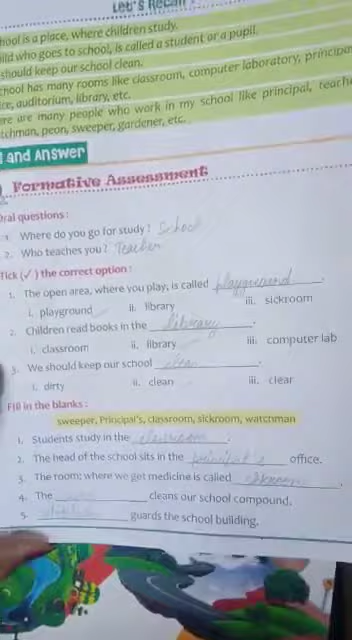 Let's Recall
hool is a place, where children study.
ild who goes to school, is called a student or a pupil.
should keep our school clean.
chool has many rooms like classroom, computer laboratory, principa
ice, auditorium, library, etc.
ere are many people who work in my school like principal, teache
tchman, peon, sweeper, gardener, etc.
and Answer
Formative Assessment
Oral questions :
1. Where do you go for study? School
2. Who teaches you? Teacher
Tick (✓) the correct option :
1. The open area, where you play, is called playground.
i. playground ii. library iii. sickroom
2. Children read books in the library.
i. classroom ii. library iii. computer lab
3. We should keep our school clean.
i. dirty ii. clean iii. clear
Fill in the blanks :
sweeper, Principal's, classroom, sickroom, watchman
1. Students study in the classroom.
2. The head of the school sits in the principal's office.
3. The room; where we get medicine is called sickroom.
4. The ______ cleans our school compound.
5. ______ guards the school building.